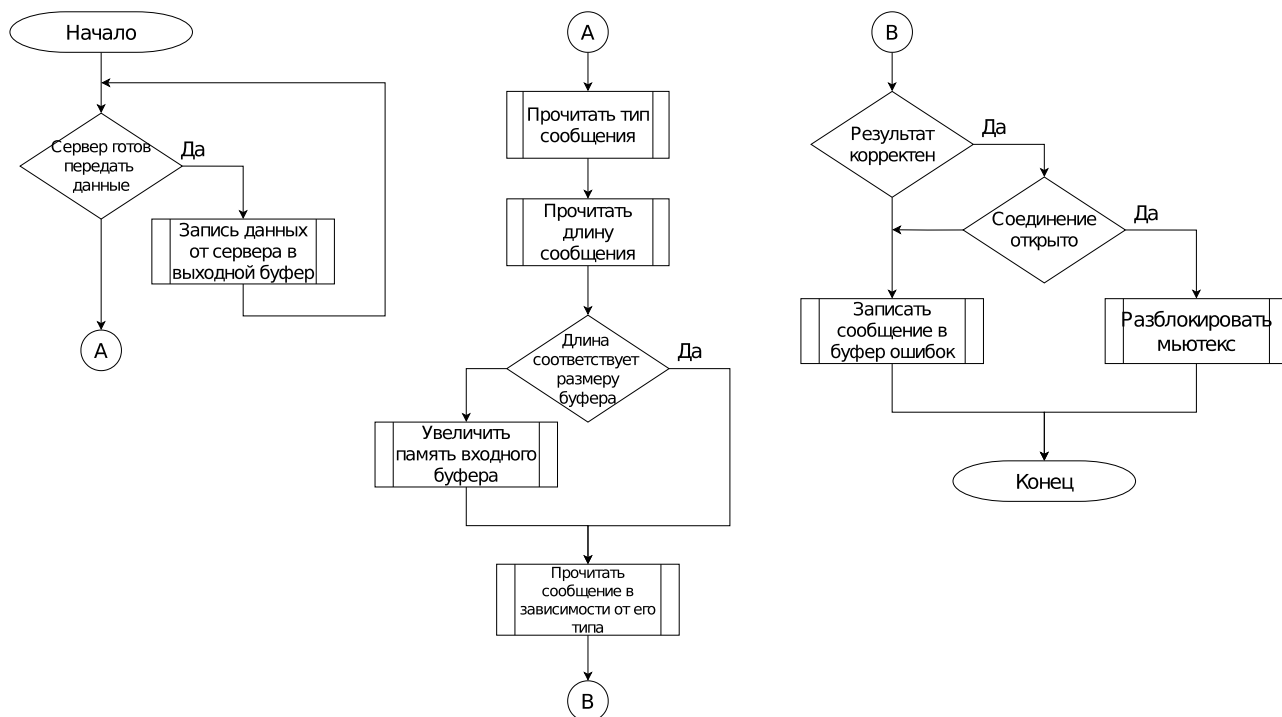 Начало
Сервер готов
передать
данные
Да
Запись данных
от сервера в
выходной буфер
A
A
Прочитать тип
сообщения
Прочитать
длину
сообщения
Длина
соответствует
размеру
буфера
Да
Увеличить
память входного
буфера
Прочитать
сообщение в
зависимости от его
типа
B
B
Результат
корректен
Да
Соединение
открыто
Да
Записать
сообщение в
буфер ошибок
Разблокировать
мьютекс
Конец